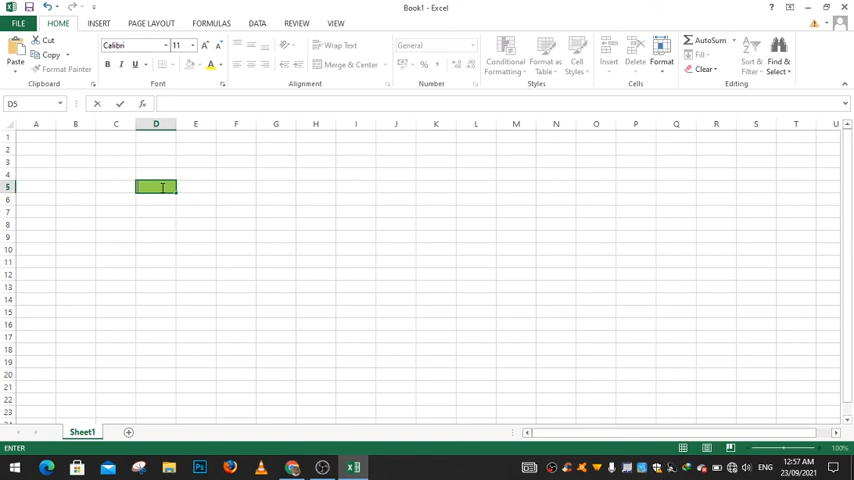 Book1 - Excel
FILE HOME INSERT PAGE LAYOUT FORMULAS DATA REVIEW VIEW
Paste
Cut
Copy
Format Painter
Clipboard
Calibri 11
B I U
Font
Wrap Text
Merge & Center
Alignment
General
%
Number
Conditional Formatting
Format as Table
Cell Styles
Styles
Insert Delete Format
Cells
AutoSum
Fill
Clear
Sort & Filter
Find & Select
Editing
D5
fx
A B C D E F G H I J K L M N O P Q R S T U
1
2
3
4
5
6
7
8
9
10
11
12
13
14
15
16
17
18
19
20
21
22
23
Sheet1
ENTER 100%
ENG 12:57 AM
23/09/2021